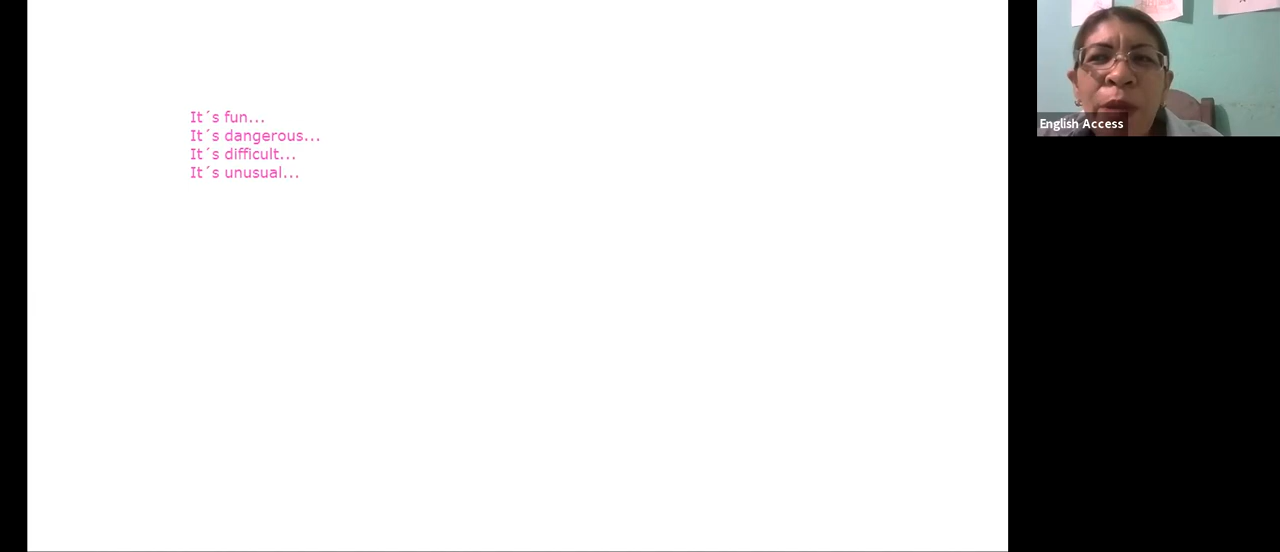 It´s fun...
It´s dangerous...
It´s difficult...
It´s unusual...
English Access